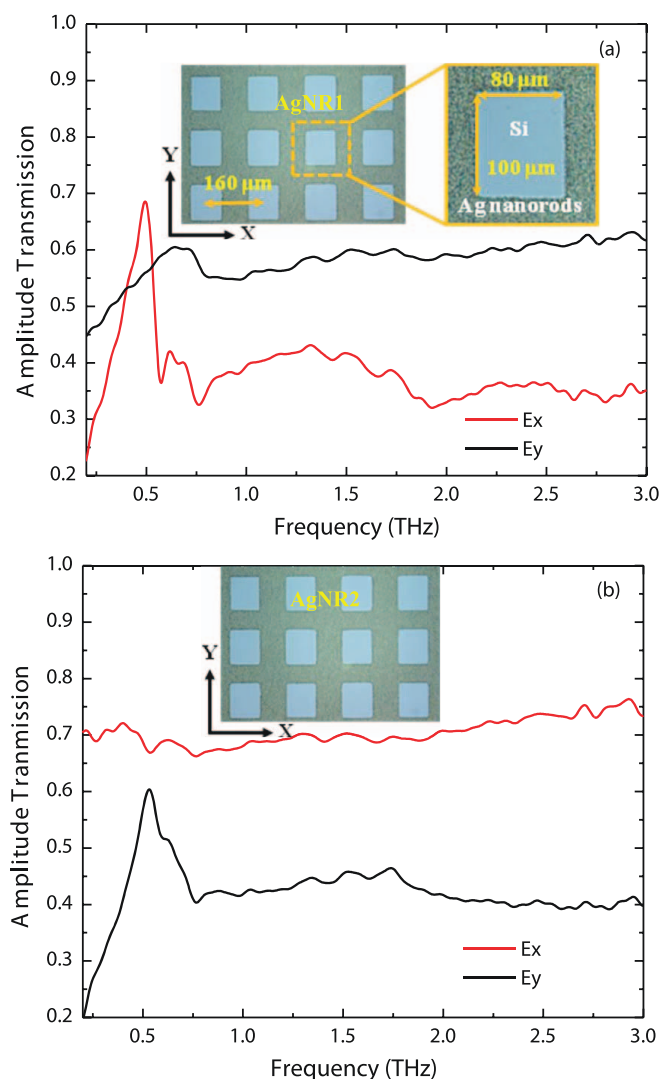 1.0
(a)
0.9
80 μm
AgNR1
0.8
Si
Y
160 μm
100 μm
0.7
X
Ag nanorods
0.6
0.5
0.4
0.3
Ex
Ey
0.2
0.5
1.0
1.5
2.0
2.5
3.0
Amplitude Transmission
Frequency (THz)
1.0
(b)
0.9
AgNR2
Y
0.8
X
0.7
0.6
0.5
0.4
0.3
Ex
Ey
0.2
0.5
1.0
1.5
2.0
2.5
3.0
Amplitude Tranmission
Frequency (THz)